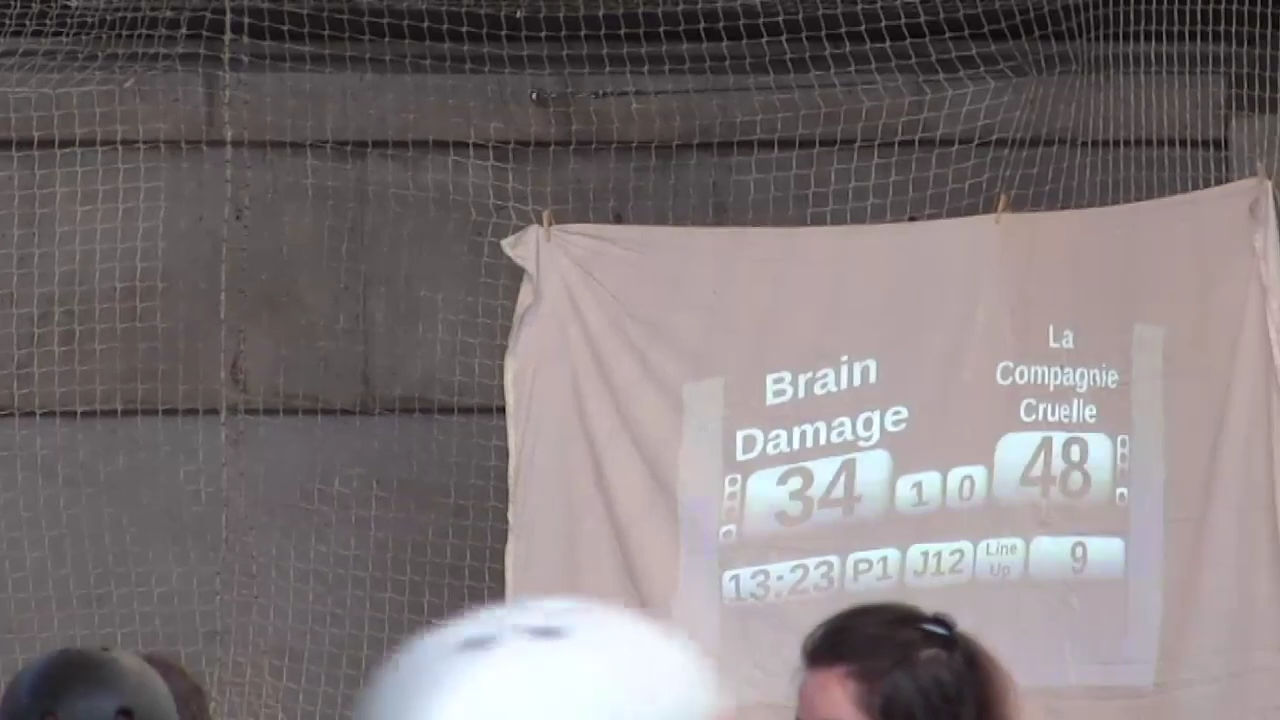 Brain
Damage
La
Compagnie
Cruelle
34 1 0 48
13:23 P1 J12 Line Up 9